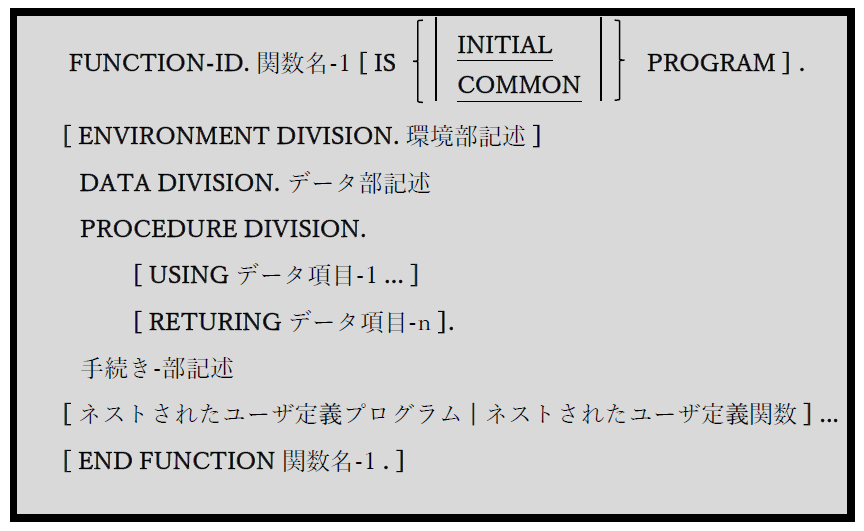 FUNCTION-ID. 関数名-1 [ IS { | INITIAL | } PROGRAM ] .
COMMON
[ ENVIRONMENT DIVISION. 環境部記述 ]
DATA DIVISION. データ部記述
PROCEDURE DIVISION.
[ USING データ項目-1 ... ]
[ RETURING データ項目-n ].
手続き-部記述
[ ネストされたユーザ定義プログラム | ネストされたユーザ定義関数 ] ...
[ END FUNCTION 関数名-1 . ]